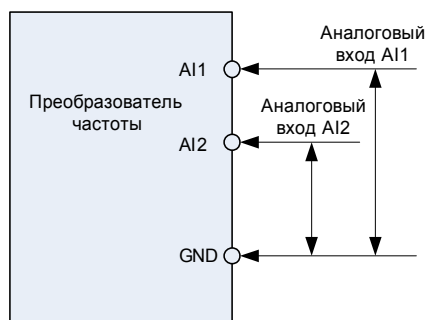 Аналоговый
вход AI1
AI1
Преобразователь
частоты
Аналоговый
вход AI2
AI2
GND